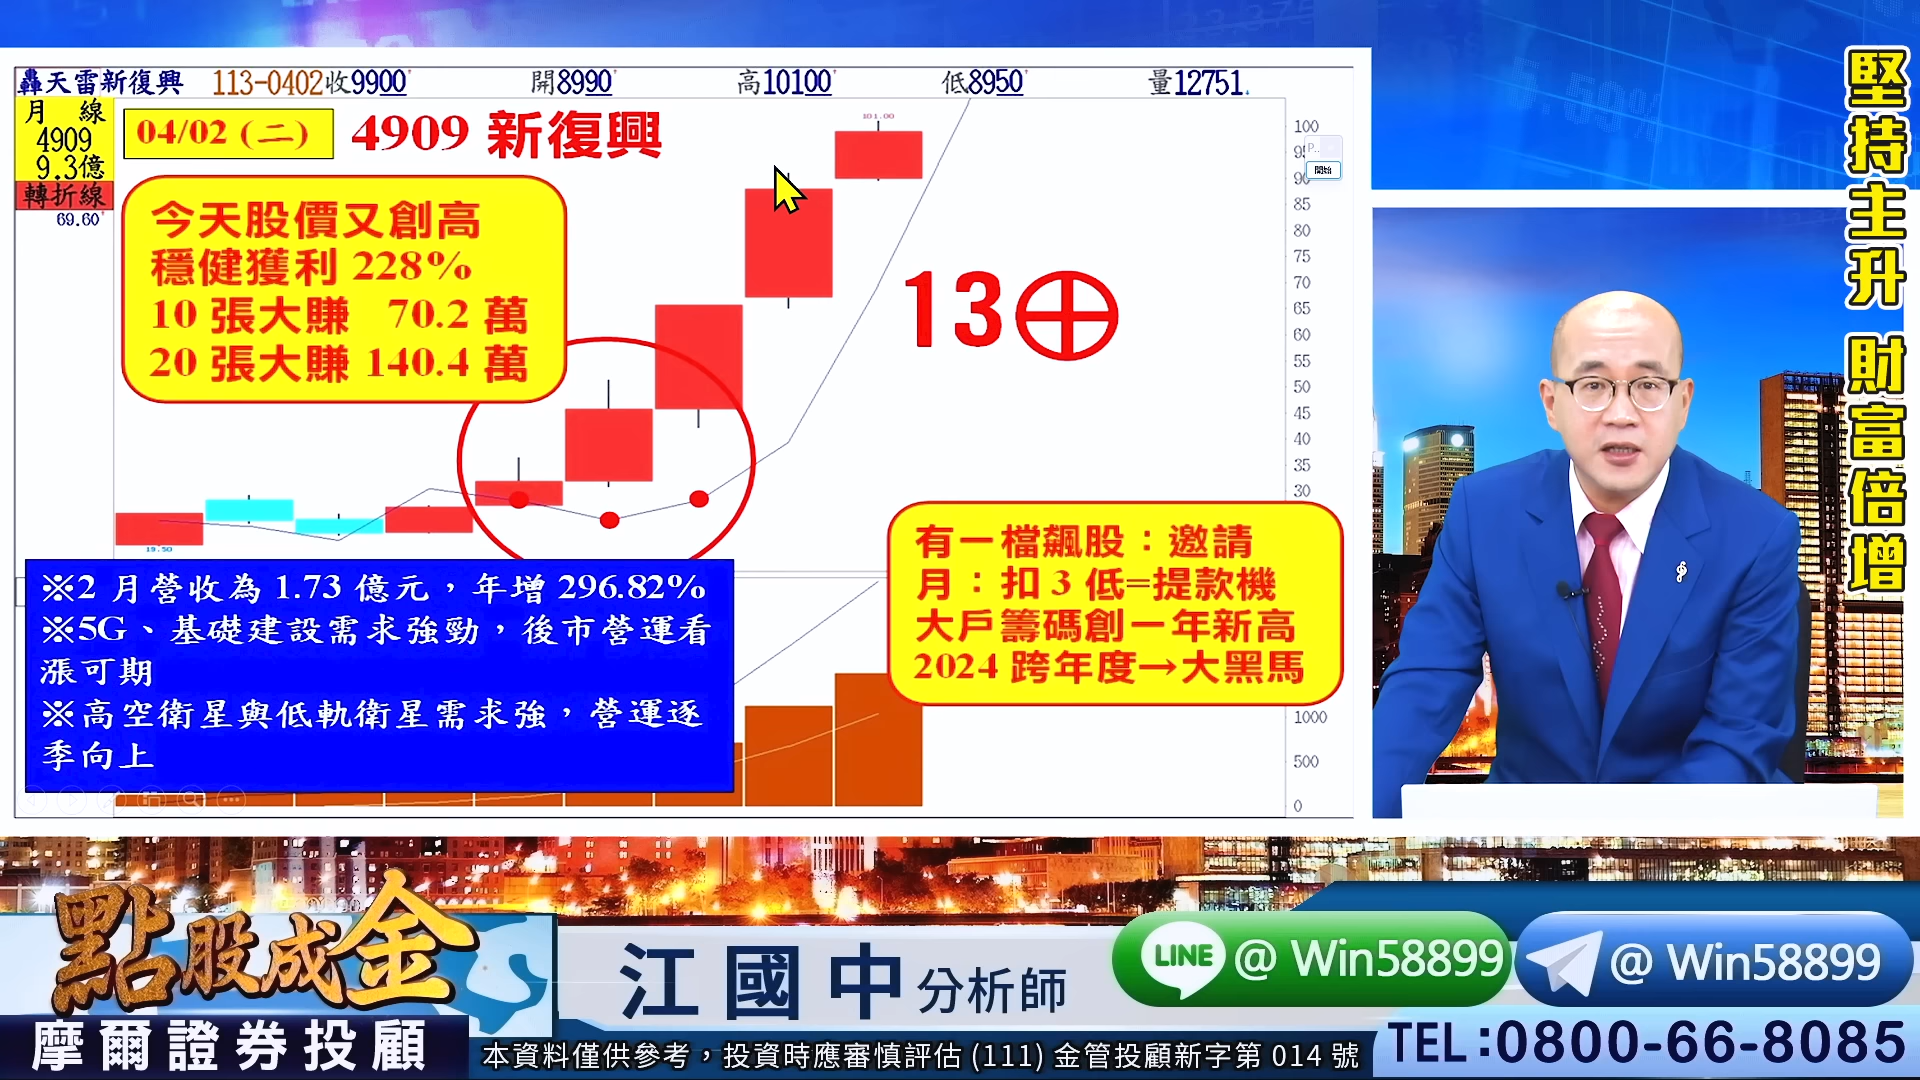 轟天雷新復興 113-0402收9900 開8990 高10100 低8950 量12751
月 線
4909
9.3億
轉折線
69.60
04/02 (二)
4909 新復興
今天股價又創高
穩健獲利 228%
10 張大賺 70.2 萬
20 張大賺 140.4 萬
101.00
19.50
13
100
95
90
85
80
75
70
65
60
55
50
45
40
35
30
1000
500
0
P..
開始
※2 月營收為 1.73 億元，年增 296.82%
※5G、基礎建設需求強勁，後市營運看
漲可期
※高空衛星與低軌衛星需求強，營運逐
季向上
有一檔飆股：邀請
月：扣 3 低=提款機
大戶籌碼創一年新高
2024 跨年度→大黑馬
堅持主升 財富倍增
點股成金
摩爾證券投顧
江國中 分析師
LINE @ Win58899
@ Win58899
TEL:0800-66-8085
本資料僅供參考，投資時應審慎評估 (111) 金管投顧新字第 014 號